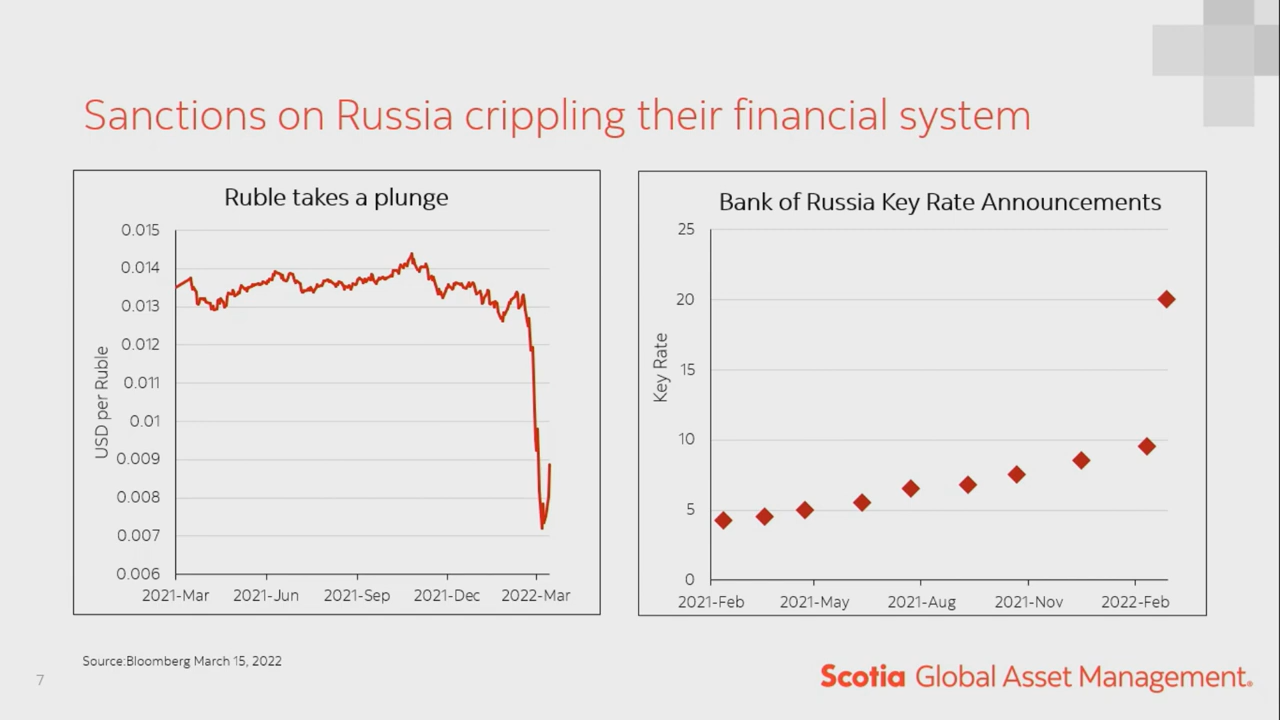 Sanctions on Russia crippling their financial system
Ruble takes a plunge
USD per Ruble
0.015
0.014
0.013
0.012
0.011
0.01
0.009
0.008
0.007
0.006
2021-Mar 2021-Jun 2021-Sep 2021-Dec 2022-Mar
Bank of Russia Key Rate Announcements
Key Rate
25
20
15
10
5
0
2021-Feb 2021-May 2021-Aug 2021-Nov 2022-Feb
Source:Bloomberg March 15, 2022
7
Scotia Global Asset Management.